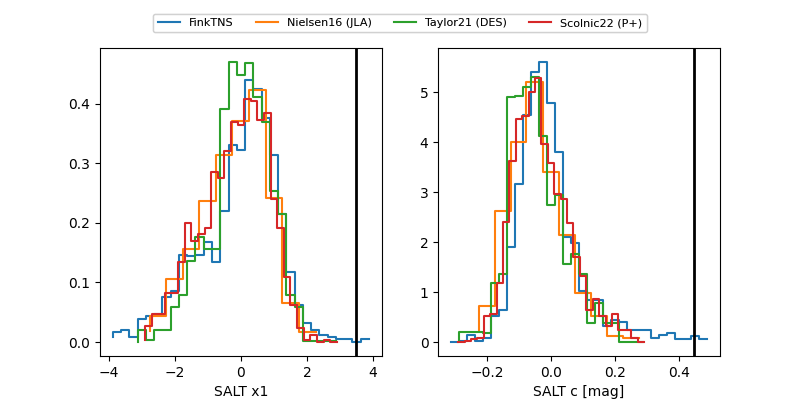 FinkTNS Nielsen16 (JLA) Taylor21 (DES) Scolnic22 (P+)
0.4
0.3
0.2
0.1
0.0
−4 −2 0 2 4
SALT x1
5
4
3
2
1
0
−0.2 0.0 0.2 0.4
SALT c [mag]